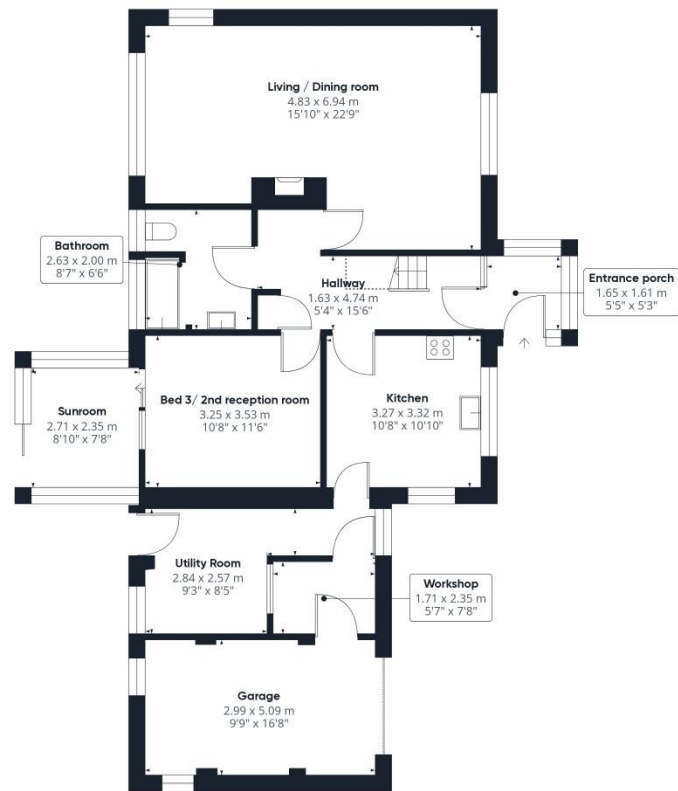 Living / Dining room
4.83 x 6.94 m
15'10" x 22'9"
Bathroom
2.63 x 2.00 m
8'7" x 6'6"
Hallway
1.63 x 4.74 m
5'4" x 15'6"
Entrance porch
1.65 x 1.61 m
5'5" x 5'3"
Sunroom
2.71 x 2.35 m
8'10" x 7'8"
Bed 3/ 2nd reception room
3.25 x 3.53 m
10'8" x 11'6"
Kitchen
3.27 x 3.32 m
10'8" x 10'10"
Utility Room
2.84 x 2.57 m
9'3" x 8'5"
Workshop
1.71 x 2.35 m
5'7" x 7'8"
Garage
2.99 x 5.09 m
9'9" x 16'8"